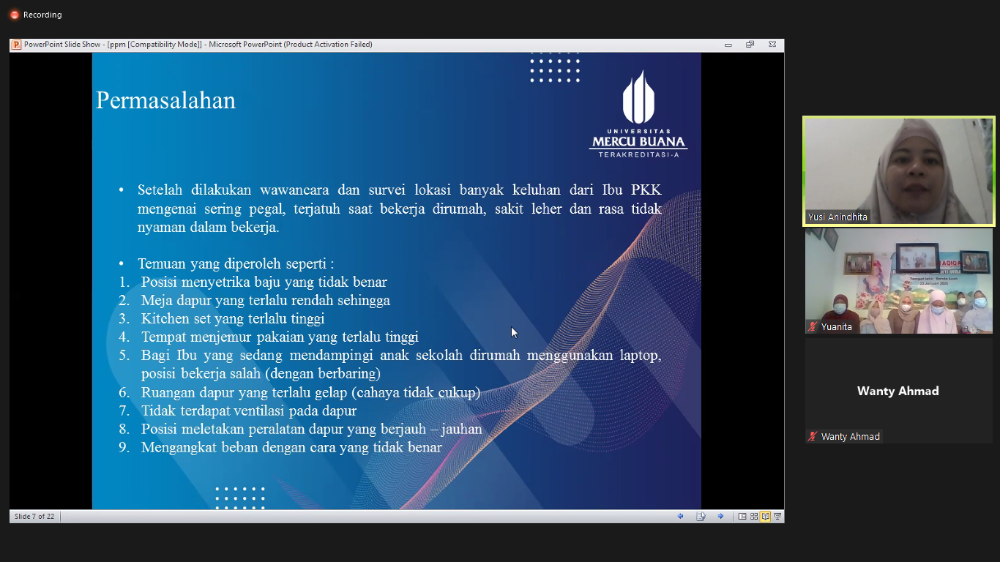 Recording
PowerPoint Slide Show - [ppm [Compatibility Mode]] - Microsoft PowerPoint (Product Activation Failed)
Permasalahan
UNIVERSITAS
MERCU BUANA
TERAKREDITASI-A
• Setelah dilakukan wawancara dan survei lokasi banyak keluhan dari Ibu PKK
mengenai sering pegal, terjatuh saat bekerja dirumah, sakit leher dan rasa tidak
nyaman dalam bekerja.
• Temuan yang diperoleh seperti :
1. Posisi menyetrika baju yang tidak benar
2. Meja dapur yang terlalu rendah sehingga
3. Kitchen set yang terlalu tinggi
4. Tempat menjemur pakaian yang terlalu tinggi
5. Bagi Ibu yang sedang mendampingi anak sekolah dirumah menggunakan laptop,
posisi bekerja salah (dengan berbaring)
6. Ruangan dapur yang terlalu gelap (cahaya tidak cukup)
7. Tidak terdapat ventilasi pada dapur
8. Posisi meletakan peralatan dapur yang berjauh – jauhan
9. Mengangkat beban dengan cara yang tidak benar
Slide 7 of 22
Yusi Anindhita
Yuanita
Wanty Ahmad
Wanty Ahmad